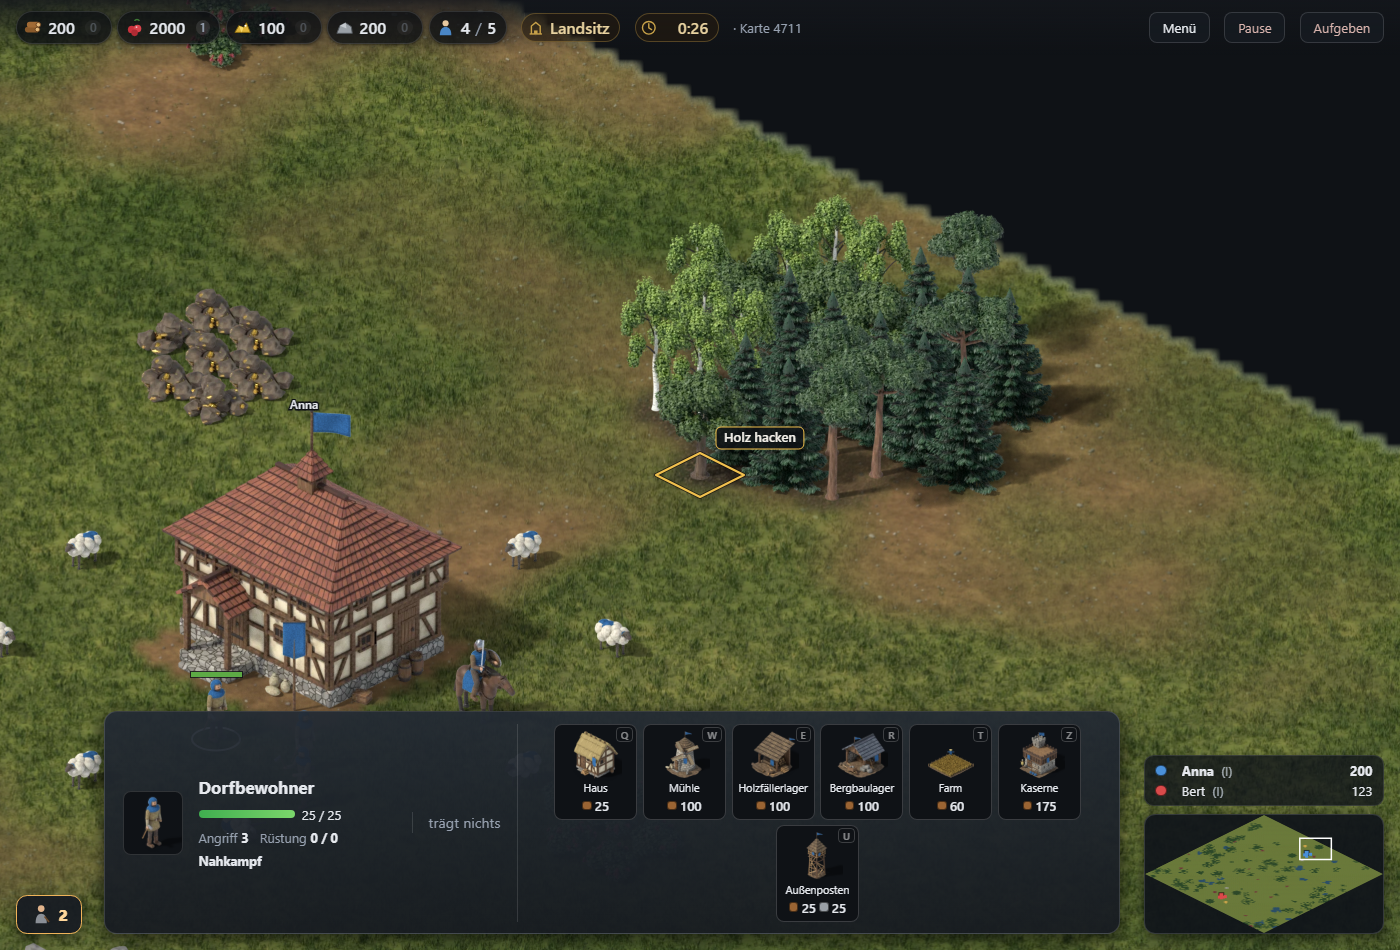 200 0 2000 1 100 0 200 0 4 / 5 Landsitz 0:26 · Karte 4711 Menü Pause Aufgeben
Anna
Holz hacken
Dorfbewohner
25 / 25
Angriff 3 Rüstung 0 / 0
Nahkampf
trägt nichts
Q W E R T Z
Haus Mühle Holzfällerlager Bergbaulager Farm Kaserne
25 100 100 100 60 175
U
Außenposten
25 25
Anna (I) 200
Bert (I) 123
2